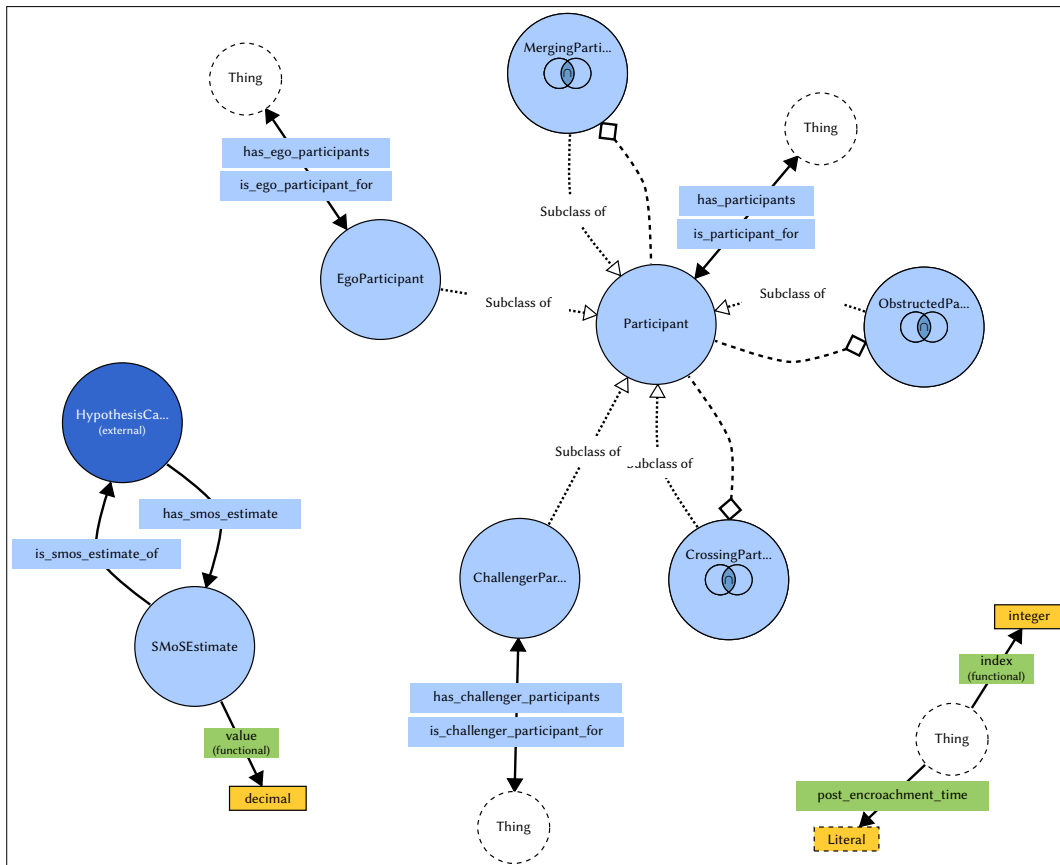 MergingParti...
∩
Thing
Thing
has_ego_participants
is_ego_participant_for
has_participants
is_participant_for
Subclass of
EgoParticipant
Subclass of
Participant
Subclass of
ObstructedPa...
∩
HypothesisCa...
(external)
Subclass of
Subclass of
has_smos_estimate
is_smos_estimate_of
ChallengerPar...
CrossingPart...
∩
SMoSEstimate
integer
index
(functional)
has_challenger_participants
is_challenger_participant_for
value
(functional)
Thing
decimal
post_encroachment_time
Thing
Literal